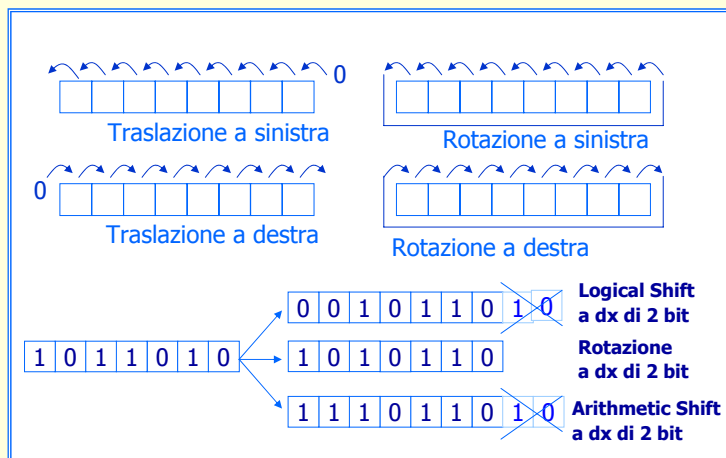 0
Traslazione a sinistra
Rotazione a sinistra
0
Traslazione a destra
Rotazione a destra
0 0 1 0 1 1 0 1 0
Logical Shift
a dx di 2 bit
1 0 1 1 0 1 0
1 0 1 0 1 1 0
Rotazione
a dx di 2 bit
1 1 1 0 1 1 0 1 0
Arithmetic Shift
a dx di 2 bit